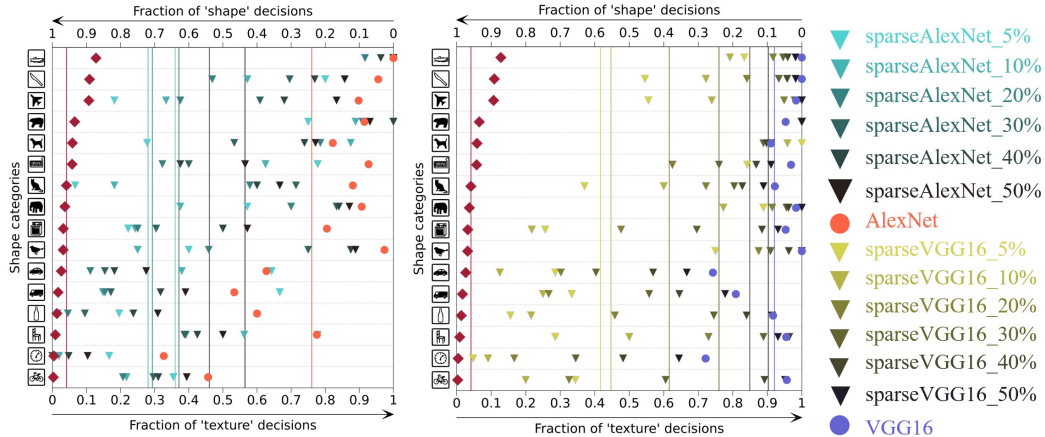 Fraction of 'shape' decisions
1 0.9 0.8 0.7 0.6 0.5 0.4 0.3 0.2 0.1 0
Shape categories
0 0.1 0.2 0.3 0.4 0.5 0.6 0.7 0.8 0.9 1
Fraction of 'texture' decisions
Fraction of 'shape' decisions
1 0.9 0.8 0.7 0.6 0.5 0.4 0.3 0.2 0.1 0
Shape categories
0 0.1 0.2 0.3 0.4 0.5 0.6 0.7 0.8 0.9 1
Fraction of 'texture' decisions
sparseAlexNet_5%
sparseAlexNet_10%
sparseAlexNet_20%
sparseAlexNet_30%
sparseAlexNet_40%
sparseAlexNet_50%
AlexNet
sparseVGG16_5%
sparseVGG16_10%
sparseVGG16_20%
sparseVGG16_30%
sparseVGG16_40%
sparseVGG16_50%
VGG16